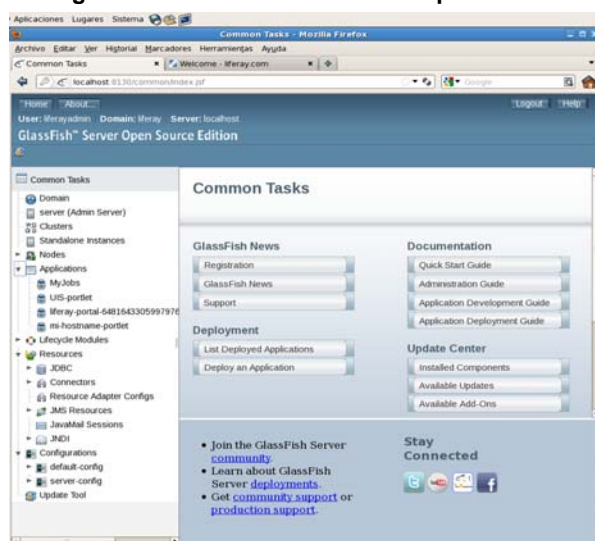 Aplicaciones Lugares Sistema
Common Tasks - Mozilla Firefox
Archivo Editar Ver Historial Marcadores Herramientas Ayuda
Common Tasks
Welcome - liferay.com
localhost:8130/common/index.jsf
Google
Home About...
Logout Help
User: liferayadmin Domain: liferay Server: localhost
GlassFish™ Server Open Source Edition
Common Tasks
Domain
server (Admin Server)
Clusters
Standalone Instances
Nodes
Applications
MyJobs
UIS-portlet
liferay-portal-6481643305997976
mi-hostname-portlet
Lifecycle Modules
Resources
JDBC
Connectors
Resource Adapter Configs
JMS Resources
JavaMail Sessions
JNDI
Configurations
default-config
server-config
Update Tool
Common Tasks
GlassFish News
Registration
GlassFish News
Support
Deployment
List Deployed Applications
Deploy an Application
Documentation
Quick Start Guide
Administration Guide
Application Development Guide
Application Deployment Guide
Update Center
Installed Components
Available Updates
Available Add-Ons
• Join the GlassFish Server
community.
• Learn about GlassFish
Server deployments.
• Get community support or
production support.
Stay
Connected